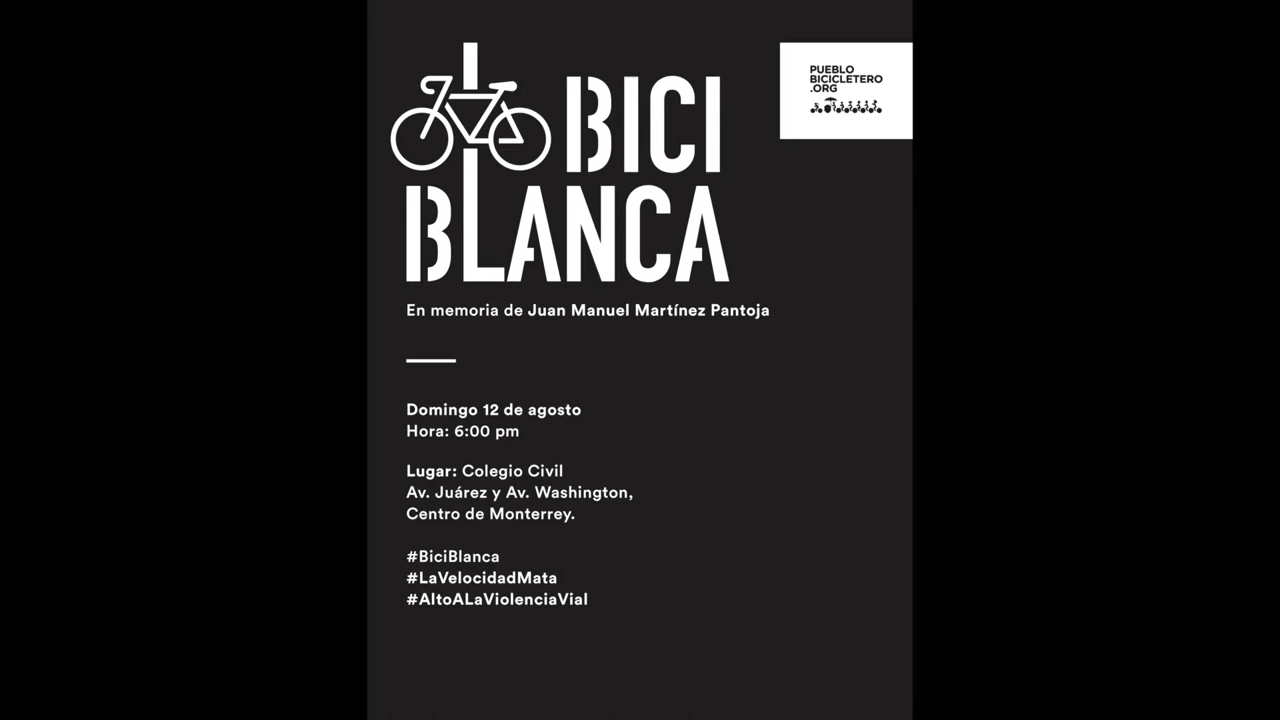 BICI
BLANCA
PUEBLO
BICICLETERO
.ORG
En memoria de Juan Manuel Martínez Pantoja
Domingo 12 de agosto
Hora: 6:00 pm
Lugar: Colegio Civil
Av. Juárez y Av. Washington,
Centro de Monterrey.
#BiciBlanca
#LaVelocidadMata
#AltoALaViolenciaVial